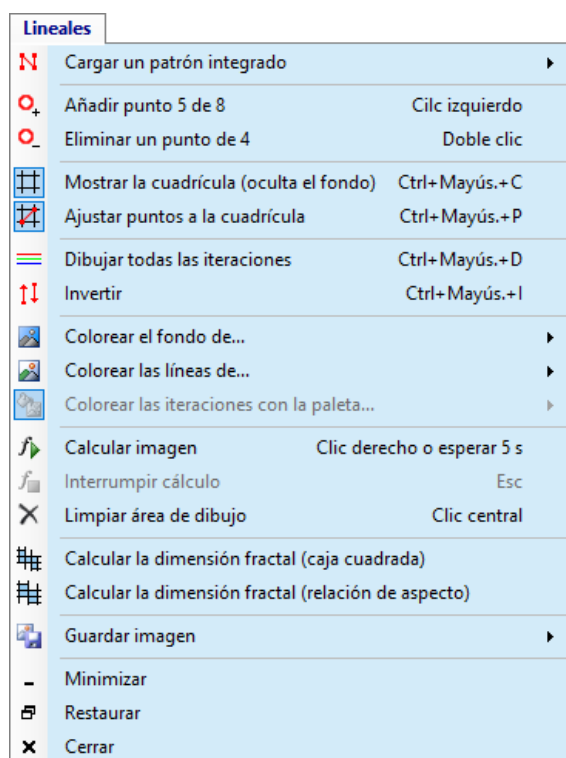 Lineales
Cargar un patrón integrado
Añadir punto 5 de 8 Cilc izquierdo
Eliminar un punto de 4 Doble clic
Mostrar la cuadrícula (oculta el fondo) Ctrl+Mayús.+C
Ajustar puntos a la cuadrícula Ctrl+Mayús.+P
Dibujar todas las iteraciones Ctrl+Mayús.+D
Invertir Ctrl+Mayús.+I
Colorear el fondo de...
Colorear las líneas de...
Colorear las iteraciones con la paleta...
Calcular imagen Clic derecho o esperar 5 s
Interrumpir cálculo Esc
Limpiar área de dibujo Clic central
Calcular la dimensión fractal (caja cuadrada)
Calcular la dimensión fractal (relación de aspecto)
Guardar imagen
Minimizar
Restaurar
Cerrar